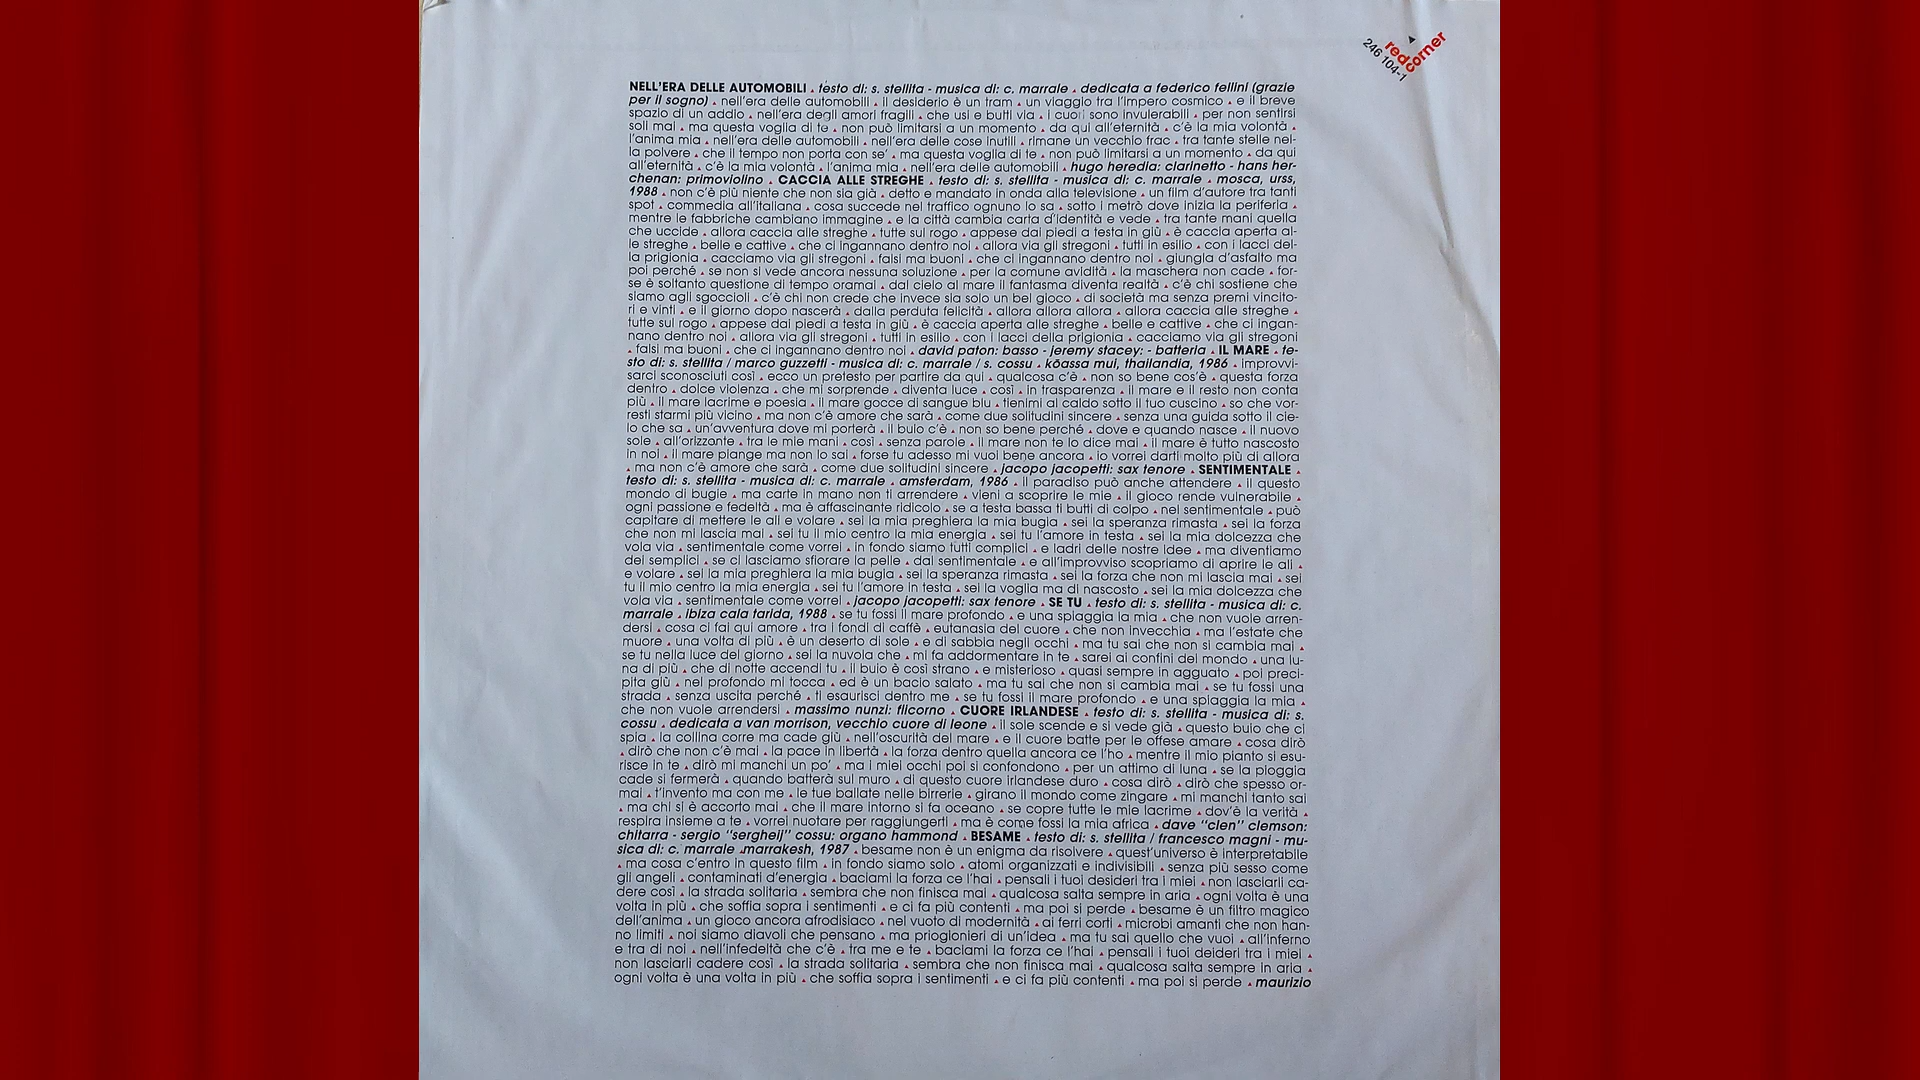 redcorner
246 104-1
NELL'ERA DELLE AUTOMOBILI ▴ testo di: s. stellita - musica di: c. marrale ▴ dedicata a federico fellini (grazie
per il sogno) ▴ nell'era delle automobili ▴ il desiderio è un tram ▴ un viaggio tra l'impero cosmico ▴ e il breve
spazio di un addio ▴ nell'era degli amori fragili ▴ che usi e butti via ▴ i cuori sono invulerabili ▴ per non sentirsi
soli mai ▴ ma questa voglia di te ▴ non può limitarsi a un momento ▴ da qui all'eternità ▴ c'è la mia volontà ▴
l'anima mia ▴ nell'era delle automobili ▴ nell'era delle cose inutili ▴ rimane un vecchio frac ▴ tra tante stelle nel-
la polvere ▴ che il tempo non porta con se' ▴ ma questa voglia di te ▴ non può limitarsi a un momento ▴ da qui
all'eternità ▴ c'è la mia volontà ▴ l'anima mia ▴ nell'era delle automobili ▴ hugo heredia: clarinetto - hans her-
chenan: primoviolino ▴ CACCIA ALLE STREGHE ▴ testo di: s. stellita - musica di: c. marrale ▴ mosca, urss,
1988 ▴ non c'è più niente che non sia già ▴ detto e mandato in onda alla televisione ▴ un film d'autore tra tanti
spot ▴ commedia all'italiana ▴ cosa succede nel traffico ognuno lo sa ▴ sotto i metrò dove inizia la periferia ▴
mentre le fabbriche cambiano immagine ▴ e la città cambia carta d'identità e vede ▴ tra tante mani quella
che uccide ▴ allora caccia alle streghe ▴ tutte sul rogo ▴ appese dai piedi a testa in giù ▴ è caccia aperta al-
le streghe ▴ belle e cattive ▴ che ci ingannano dentro noi ▴ allora via gli stregoni ▴ tutti in esilio ▴ con i lacci del-
la prigionia ▴ cacciamo via gli stregoni ▴ falsi ma buoni ▴ che ci ingannano dentro noi ▴ giungla d'asfalto ma
poi perché ▴ se non si vede ancora nessuna soluzione ▴ per la comune avidità ▴ la maschera non cade ▴ for-
se è soltanto questione di tempo oramai ▴ dal cielo al mare il fantasma diventa realtà ▴ c'è chi sostiene che
siamo agli sgoccioli ▴ c'è chi non crede che invece sia solo un bel gioco ▴ di società ma senza premi vincito-
ri e vinti ▴ e il giorno dopo nascerà ▴ dalla perduta felicità ▴ allora allora allora ▴ allora caccia alle streghe ▴
tutte sul rogo ▴ appese dai piedi a testa in giù ▴ è caccia aperta alle streghe ▴ belle e cattive ▴ che ci ingan-
nano dentro noi ▴ allora via gli stregoni ▴ tutti in esilio ▴ con i lacci della prigionia ▴ cacciamo via gli stregoni
▴ falsi ma buoni ▴ che ci ingannano dentro noi ▴ david paton: basso - jeremy stacey: - batteria ▴ IL MARE ▴ te-
sto di: s. stellita / marco guzzetti - musica di: c. marrale / s. cossu ▴ kõassa mui, thailandia, 1986 ▴ improvvi-
sarci sconosciuti così ▴ ecco un pretesto per partire da qui ▴ qualcosa c'è ▴ non so bene cos'è ▴ questa forza
dentro ▴ dolce violenza ▴ che mi sorprende ▴ diventa luce ▴ così ▴ in trasparenza ▴ il mare e il resto non conta
più ▴ il mare lacrime e poesia ▴ il mare gocce di sangue blu ▴ tienimi al caldo sotto il tuo cuscino ▴ so che vor-
resti starmi più vicino ▴ ma non c'è amore che sarà ▴ come due solitudini sincere ▴ senza una guida sotto il cie-
lo che sa ▴ un'avventura dove mi porterà ▴ il buio c'è ▴ non so bene perché ▴ dove e quando nasce ▴ il nuovo
sole ▴ all'orizzonte ▴ tra le mie mani ▴ così ▴ senza parole ▴ il mare non te lo dice mai ▴ il mare è tutto nascosto
in noi ▴ il mare piange ma non lo sai ▴ forse tu adesso mi vuoi bene ancora ▴ io vorrei darti molto più di allora
▴ ma non c'è amore che sarà ▴ come due solitudini sincere ▴ jacopo jacopetti: sax tenore ▴ SENTIMENTALE ▴
testo di: s. stellita - musica di: c. marrale ▴ amsterdam, 1986 ▴ il paradiso può anche attendere ▴ il questo
mondo di bugie ▴ ma carte in mano non ti arrendere ▴ vieni a scoprire le mie ▴ il gioco rende vulnerabile ▴
ogni passione e fedeltà ▴ ma è affascinante ridicolo ▴ se a testa bassa ti butti di colpo ▴ nel sentimentale ▴ può
capitare di mettere le ali e volare ▴ sei la mia preghiera la mia bugia ▴ sei la speranza rimasta ▴ sei la forza
che non mi lascia mai ▴ sei tu il mio centro la mia energia ▴ sei tu l'amore in testa ▴ sei la mia dolcezza che
vola via ▴ sentimentale come vorrei ▴ in fondo siamo tutti complici ▴ e ladri delle nostre idee ▴ ma diventiamo
dei semplici ▴ se ci lasciamo sfiorare la pelle ▴ dal sentimentale ▴ e all'improvviso scopriamo di aprire le ali ▴
e volare ▴ sei la mia preghiera la mia bugia ▴ sei la speranza rimasta ▴ sei la forza che non mi lascia mai ▴ sei
tu il mio centro la mia energia ▴ sei tu l'amore in testa ▴ sei la voglia ma di nascosto ▴ sei la mia dolcezza che
vola via ▴ sentimentale come vorrei ▴ jacopo jacopetti: sax tenore ▴ SE TU ▴ testo di: s. stellita - musica di: c.
marrale ▴ ibiza cala tarida, 1988 ▴ se tu fossi il mare profondo ▴ e una spiaggia la mia ▴ che non vuole arren-
dersi ▴ cosa ci fai qui amore ▴ tra i fondi di caffè ▴ eutanasia del cuore ▴ che non invecchia ▴ ma l'estate che
muore ▴ una volta di più ▴ è un deserto di sole ▴ e di sabbia negli occhi ▴ ma tu sai che non si cambia mai ▴
se tu nella luce del giorno ▴ sei la nuvola che ▴ mi fa addormentare in te ▴ sarei ai confini del mondo ▴ una lu-
na di più ▴ che di notte accendi tu ▴ il buio è così strano ▴ e misterioso ▴ quasi sempre in agguato ▴ poi preci-
pita giù ▴ nel profondo mi tocca ▴ ed è un bacio salato ▴ ma tu sai che non si cambia mai ▴ se tu fossi una
strada ▴ senza uscita perché ▴ ti esaurisci dentro me ▴ se tu fossi il mare profondo ▴ e una spiaggia la mia ▴
che non vuole arrendersi ▴ massimo nunzi: flicorno ▴ CUORE IRLANDESE ▴ testo di: s. stellita - musica di: s.
cossu ▴ dedicata a van morrison, vecchio cuore di leone ▴ il sole scende e si vede già ▴ questo buio che ci
spia ▴ la collina corre ma cade giù ▴ nell'oscurità del mare ▴ e il cuore batte per le offese amare ▴ cosa dirò
▴ dirò che non c'è mai ▴ la pace in libertà ▴ la forza dentro quella ancora ce l'ho ▴ mentre il mio pianto si esu-
risce in te ▴ dirò mi manchi un po' ▴ ma i miei occhi poi si confondono ▴ per un attimo di luna ▴ se la pioggia
cade si fermerà ▴ quando batterà sul muro ▴ di questo cuore irlandese duro ▴ cosa dirò ▴ dirò che spesso or-
mai ▴ t'invento ma con me ▴ le tue ballate nelle birrerie ▴ girano il mondo come zingare ▴ mi manchi tanto sai
▴ ma chi si è accorto mai ▴ che il mare intorno si fa oceano ▴ se copre tutte le mie lacrime ▴ dov'è la verità ▴
respira insieme a te ▴ vorrei nuotare per raggiungerti ▴ ma è come fossi la mia africa ▴ dave "clen" clemson:
chitarra - sergio "sergheij" cossu: organo hammond ▴ BESAME ▴ testo di: s. stellita / francesco magni - mu-
sica di: c. marrale ▴marrakesh, 1987 ▴ besame non è un enigma da risolvere ▴ quest'universo è interpretabile
▴ ma cosa c'entro in questo film ▴ in fondo siamo solo ▴ atomi organizzati e indivisibili ▴ senza più sesso come
gli angeli ▴ contaminati d'energia ▴ baciami la forza ce l'hai ▴ pensali i tuoi desideri tra i miei ▴ non lasciarli ca-
dere così ▴ la strada solitaria ▴ sembra che non finisca mai ▴ qualcosa salta sempre in aria ▴ ogni volta è una
volta in più ▴ che soffia sopra i sentimenti ▴ e ci fa più contenti ▴ ma poi si perde ▴ besame è un filtro magico
dell'anima ▴ un gioco ancora afrodisiaco ▴ nel vuoto di modernità ▴ ai ferri corti ▴ microbi amanti che non han-
no limiti ▴ noi siamo diavoli che pensano ▴ ma prioglonieri di un'idea ▴ ma tu sai quello che vuoi ▴ all'inferno
e tra di noi ▴ nell'infedeltà che c'è ▴ tra me e te ▴ baciami la forza ce l'hai ▴ pensali i tuoi deideri tra i miei ▴
non lasciarli cadere così ▴ la strada solitaria ▴ sembra che non finisca mai ▴ qualcosa salta sempre in aria ▴
ogni volta è una volta in più ▴ che soffia sopra i sentimenti ▴ e ci fa più contenti ▴ ma poi si perde ▴ maurizio